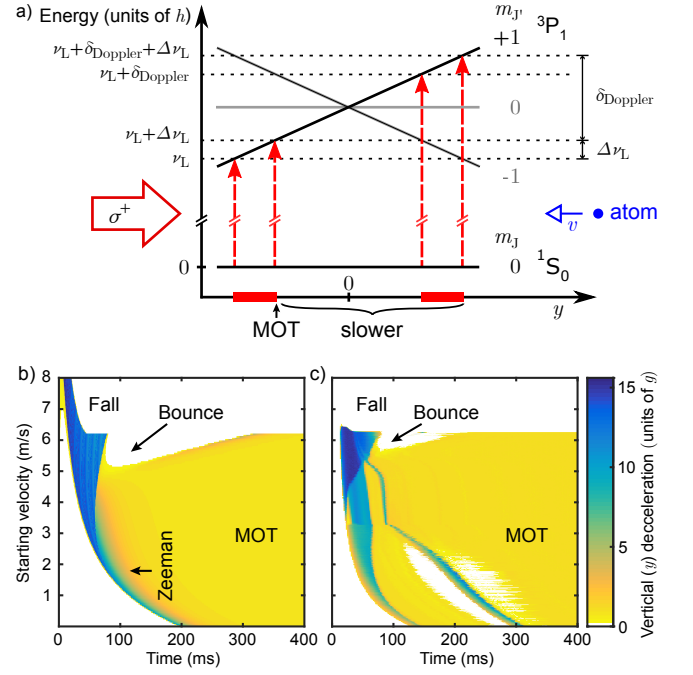 a) Energy (units of h)
m_J' ³P₁
+1
ν_L+δ_Doppler+Δν_L
ν_L+δ_Doppler
0
δ_Doppler
ν_L+Δν_L
ν_L
Δν_L
-1
σ⁺
v atom
m_J
0 0 ¹S₀
0
y
MOT slower
b) c)
8
7
6
5
4
3
2
1
Starting velocity (m/s)
Fall
Bounce
Zeeman
MOT
0 100 200 300 400
Time (ms)
Fall
Bounce
MOT
0 100 200 300 400
Time (ms)
15
10
5
0
Verticlal (y) decceleration (units of g)